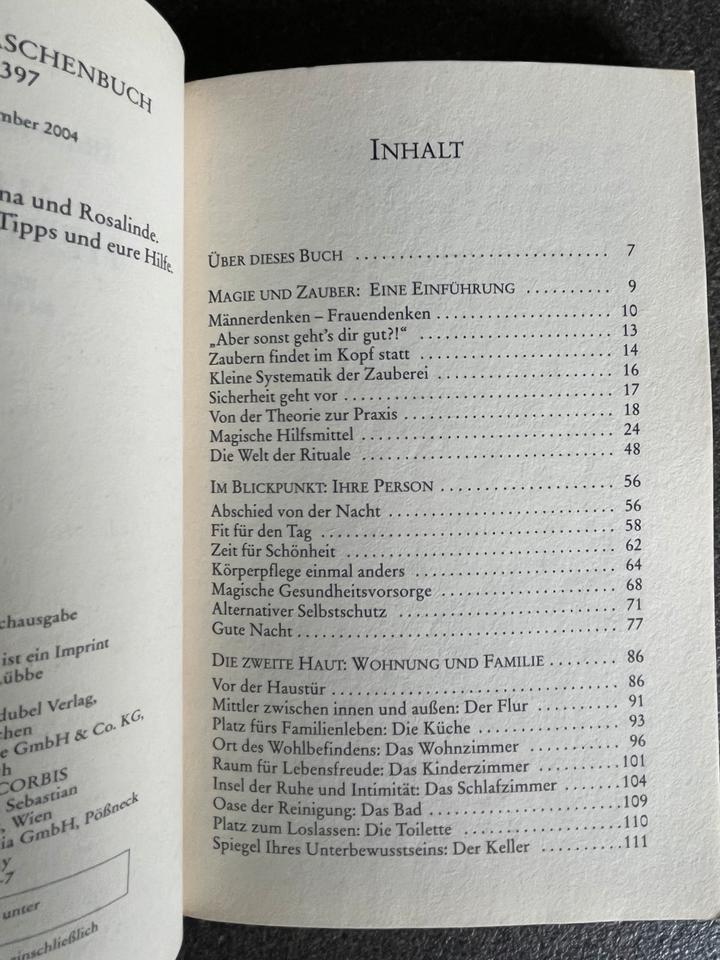 ASCHENBUCH
397
mber 2004
na und Rosalinde.
Tipps und eure Hilfe.
chausgabe
ist ein Imprint
Lübbe
dubel Verlag,
chen
e GmbH & Co. KG,
h
CORBIS
Sebastian
, Wien
ia GmbH, Pößneck
y
-7
unter
einschließlich
INHALT
ÜBER DIESES BUCH ............................. 7
MAGIE UND ZAUBER: EINE EINFÜHRUNG .......... 9
Männerdenken – Frauendenken ..................... 10
„Aber sonst geht's dir gut?!“ ....................... 13
Zaubern findet im Kopf statt ....................... 14
Kleine Systematik der Zauberei ..................... 16
Sicherheit geht vor ................................ 17
Von der Theorie zur Praxis ......................... 18
Magische Hilfsmittel .............................. 24
Die Welt der Rituale .............................. 48
IM BLICKPUNKT: IHRE PERSON .................... 56
Abschied von der Nacht ........................... 56
Fit für den Tag ................................... 58
Zeit für Schönheit ................................ 62
Körperpflege einmal anders ........................ 64
Magische Gesundheitsvorsorge ..................... 68
Alternativer Selbstschutz .......................... 71
Gute Nacht ...................................... 77
DIE ZWEITE HAUT: WOHNUNG UND FAMILIE ........ 86
Vor der Haustür .................................. 86
Mittler zwischen innen und außen: Der Flur .......... 91
Platz fürs Familienleben: Die Küche ................. 93
Ort des Wohlbefindens: Das Wohnzimmer ............ 96
Raum für Lebensfreude: Das Kinderzimmer ........... 101
Insel der Ruhe und Intimität: Das Schlafzimmer ....... 104
Oase der Reinigung: Das Bad ....................... 109
Platz zum Loslassen: Die Toilette ................... 110
Spiegel Ihres Unterbewusstseins: Der Keller .......... 111